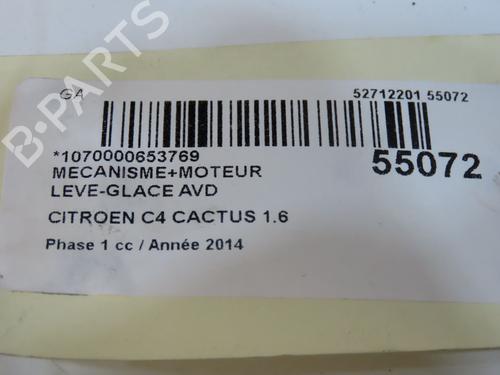 GA
52712201 55072
*1070000653769
55072
MECANISME+MOTEUR
LEVE-GLACE AVD
CITROEN C4 CACTUS 1.6
Phase 1 cc / Année 2014
B-PARTS